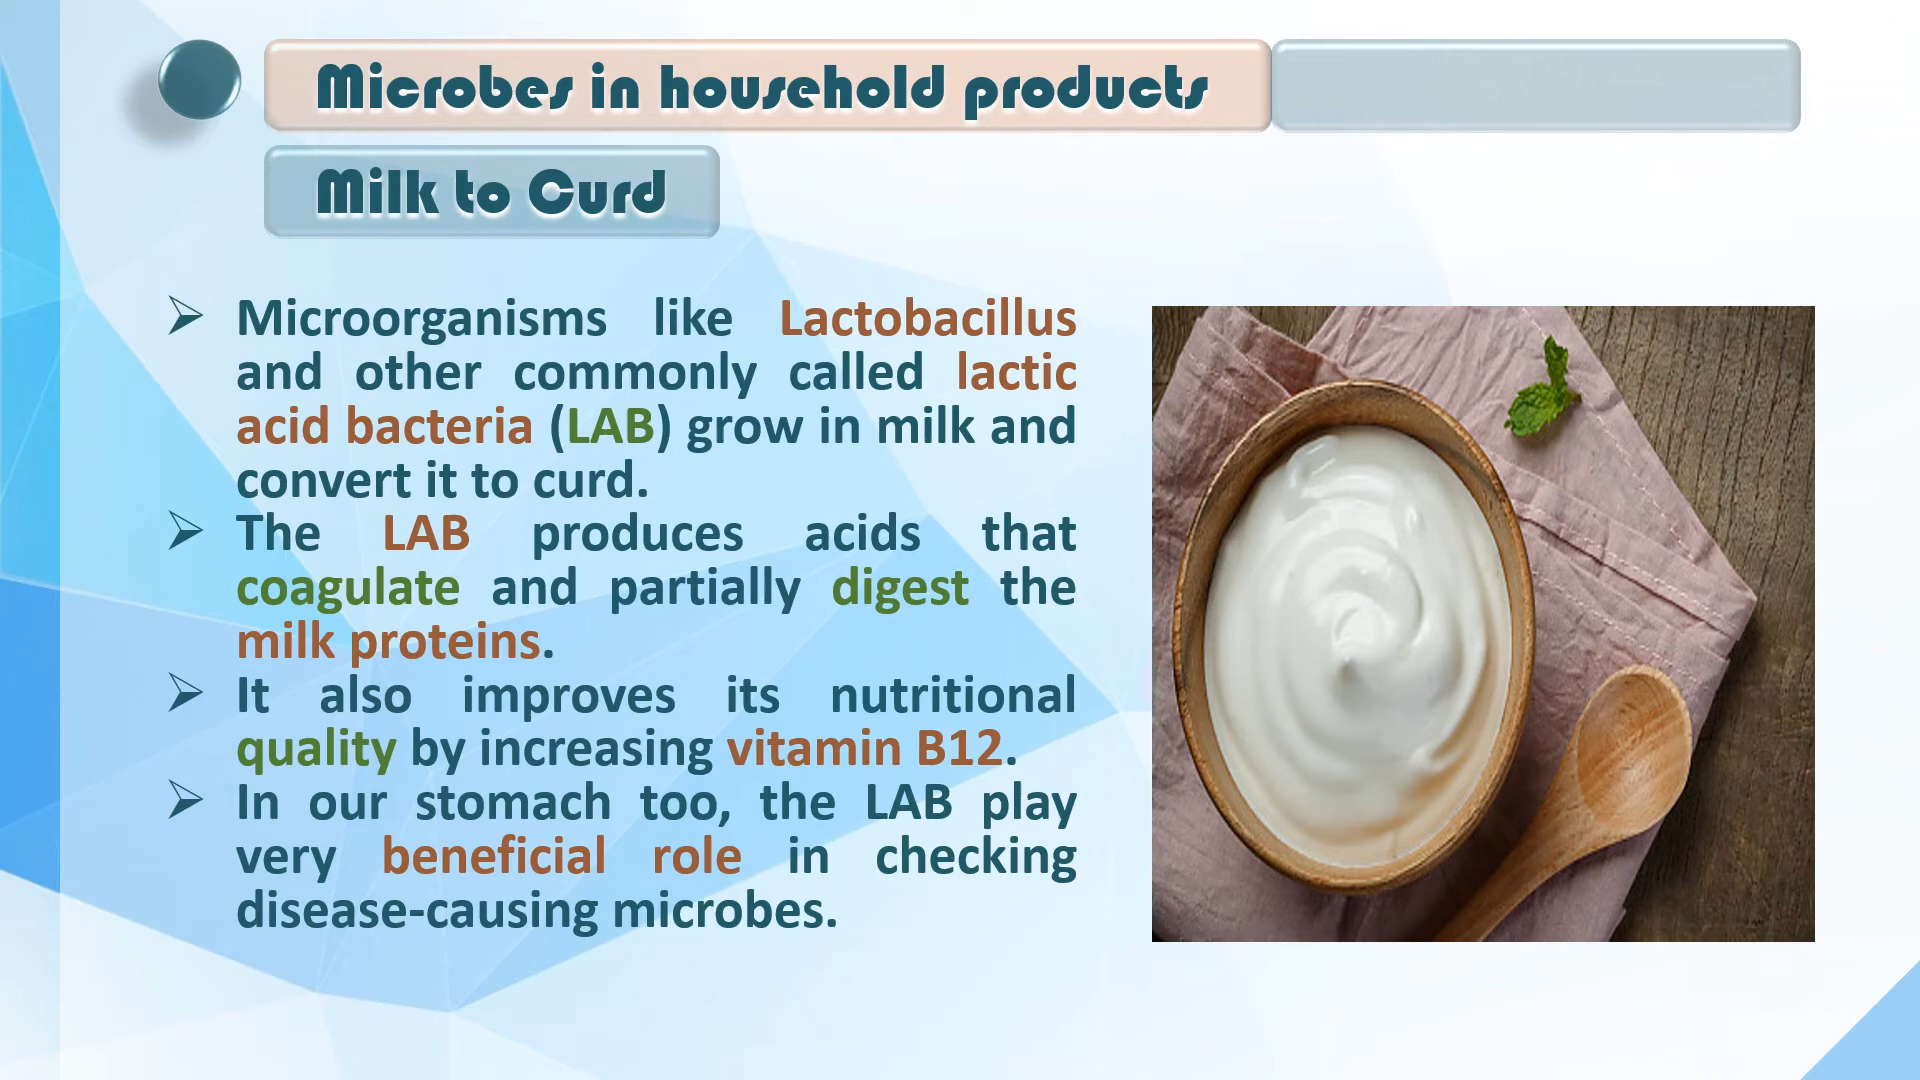 Microbes in household products
Milk to Curd
➢ Microorganisms like Lactobacillus
and other commonly called lactic
acid bacteria (LAB) grow in milk and
convert it to curd.
➢ The LAB produces acids that
coagulate and partially digest the
milk proteins.
➢ It also improves its nutritional
quality by increasing vitamin B12.
➢ In our stomach too, the LAB play
very beneficial role in checking
disease-causing microbes.